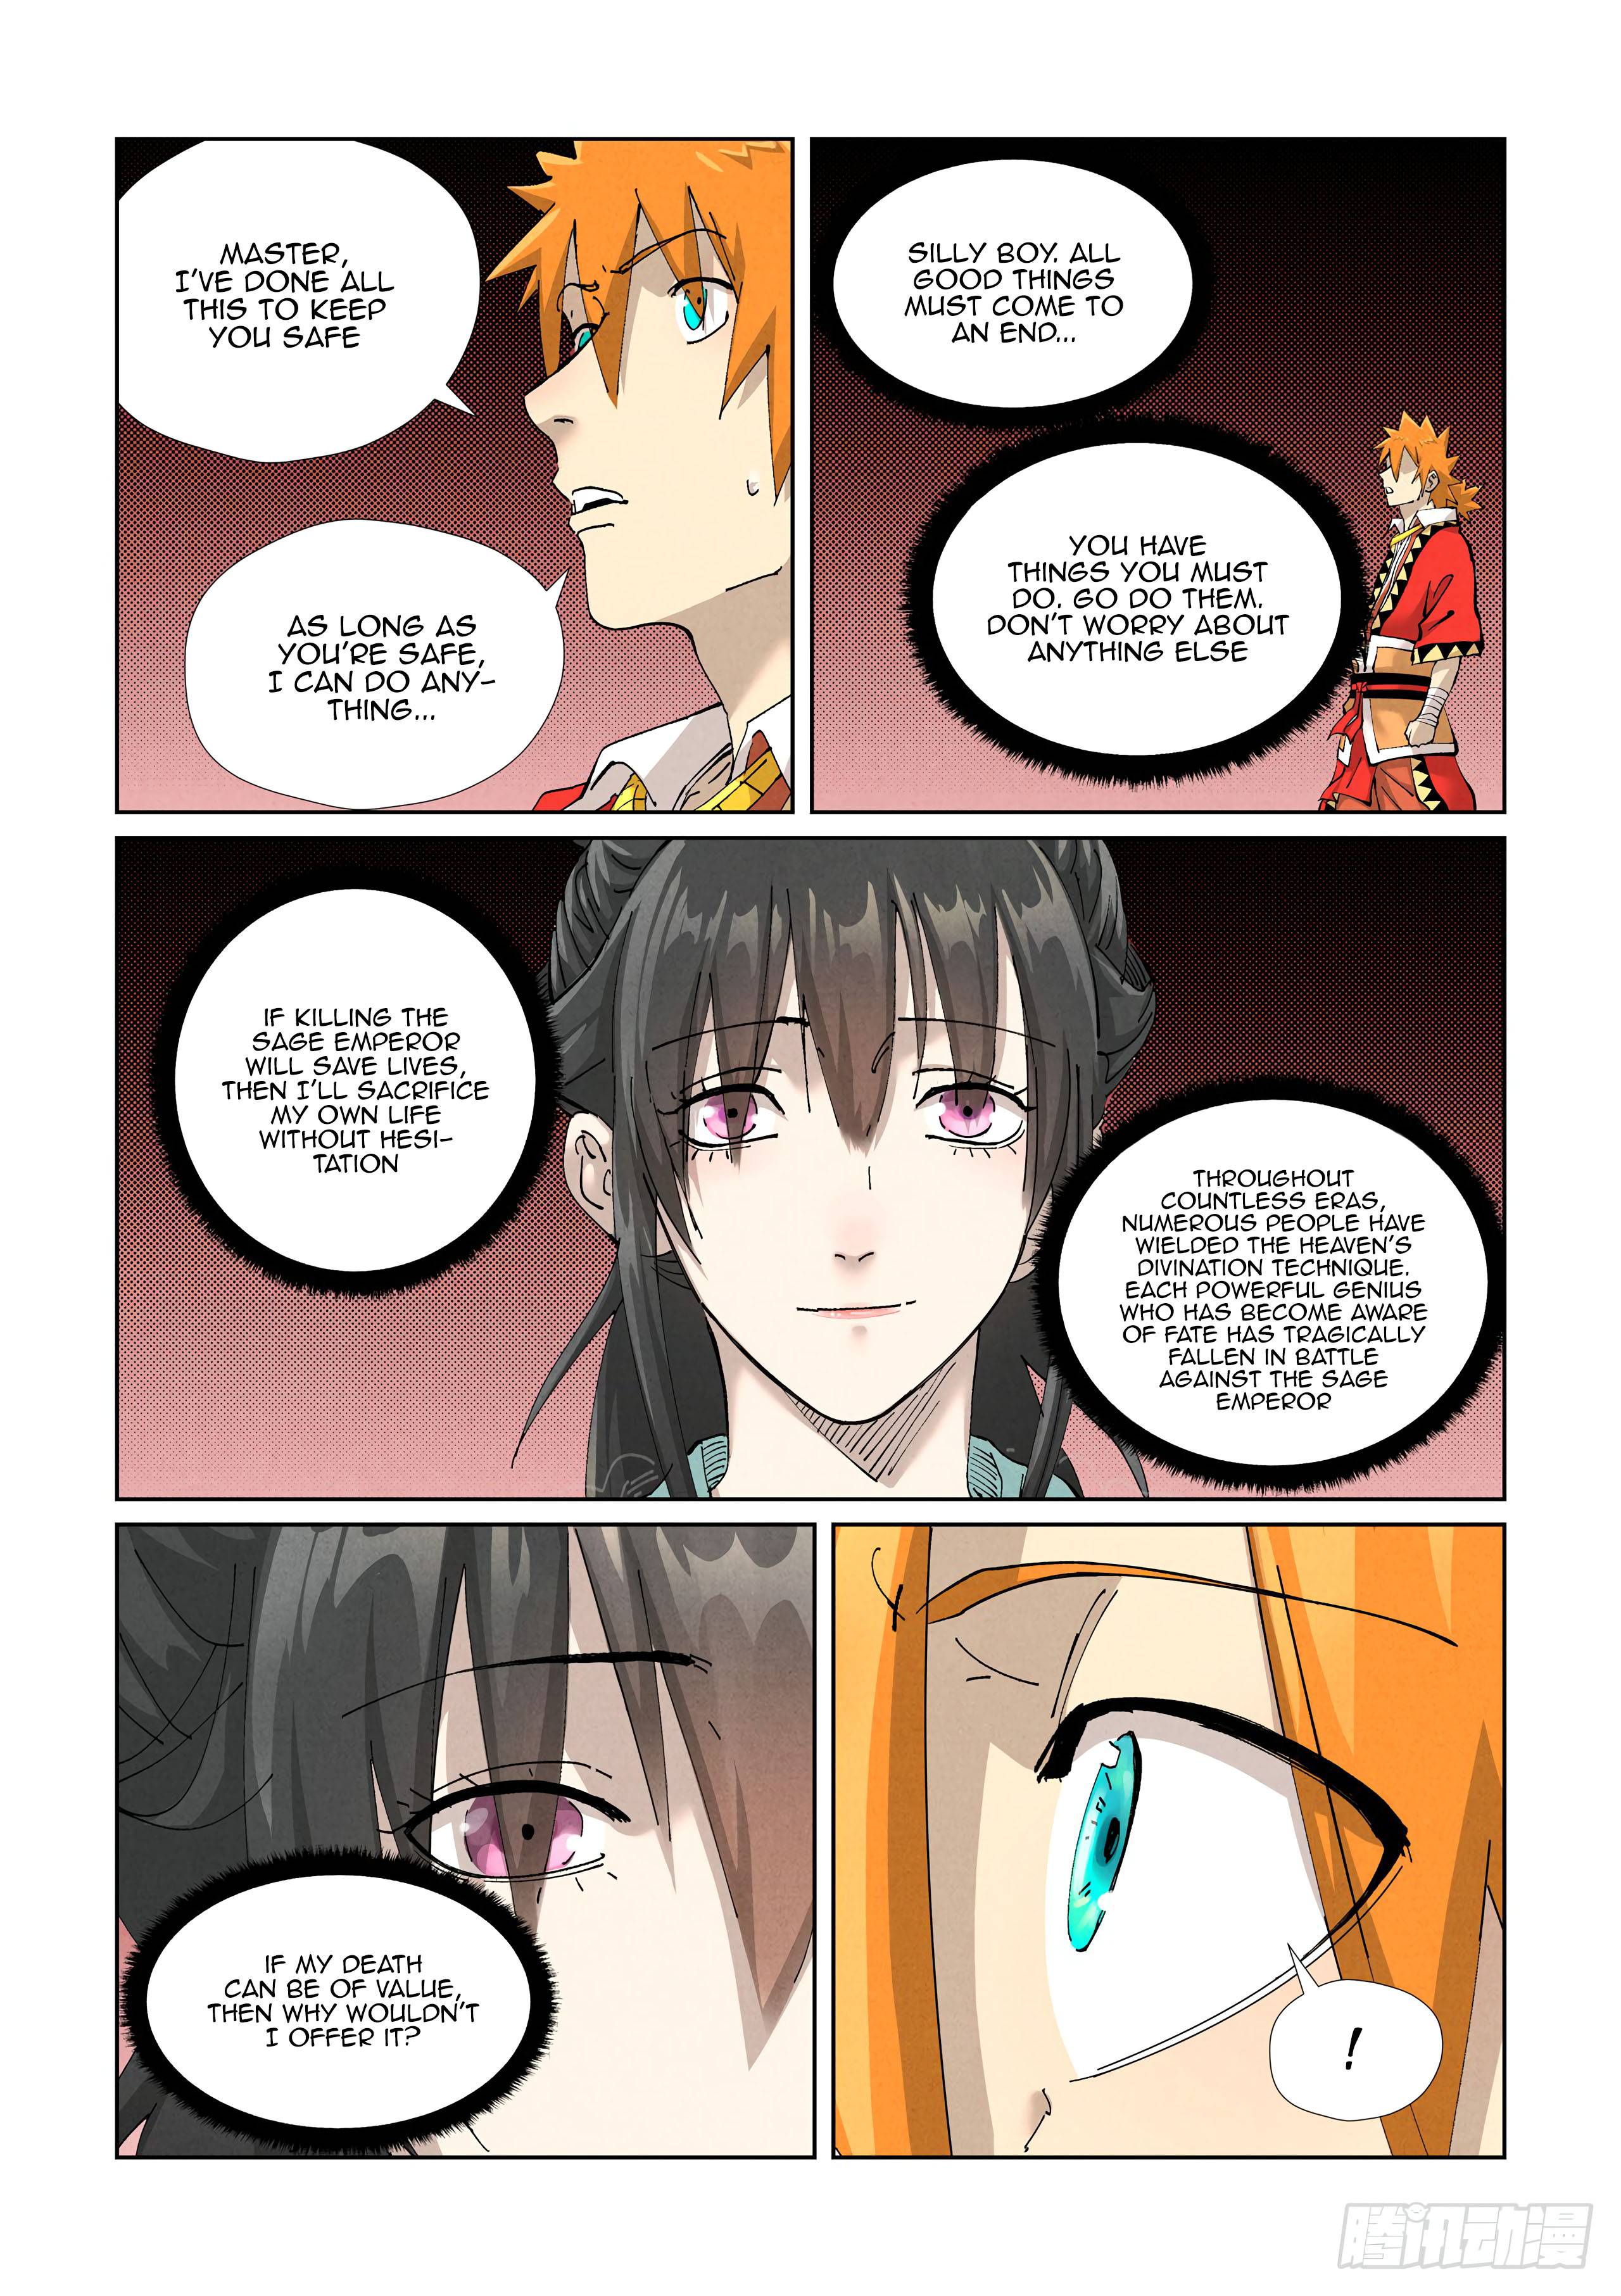 MASTER,
I'VE DONE ALL
THIS TO KEEP
YOU SAFE
AS LONG AS
YOU'RE SAFE,
I CAN DO ANY-
THING...
SILLY BOY. ALL
GOOD THINGS
MUST COME TO
AN END...
YOU HAVE
THINGS YOU MUST
DO. GO DO THEM.
DON'T WORRY ABOUT
ANYTHING ELSE
IF KILLING THE
SAGE EMPEROR
WILL SAVE LIVES,
THEN I'LL SACRIFICE
MY OWN LIFE
WITHOUT HESI-
TATION
THROUGHOUT
COUNTLESS ERAS,
NUMEROUS PEOPLE HAVE
WIELDED THE HEAVEN'S
DIVINATION TECHNIQUE.
EACH POWERFUL GENIUS
WHO HAS BECOME AWARE
OF FATE HAS TRAGICALLY
FALLEN IN BATTLE
AGAINST THE SAGE
EMPEROR
IF MY DEATH
CAN BE OF VALUE,
THEN WHY WOULDN'T
I OFFER IT?
!
腾讯动漫